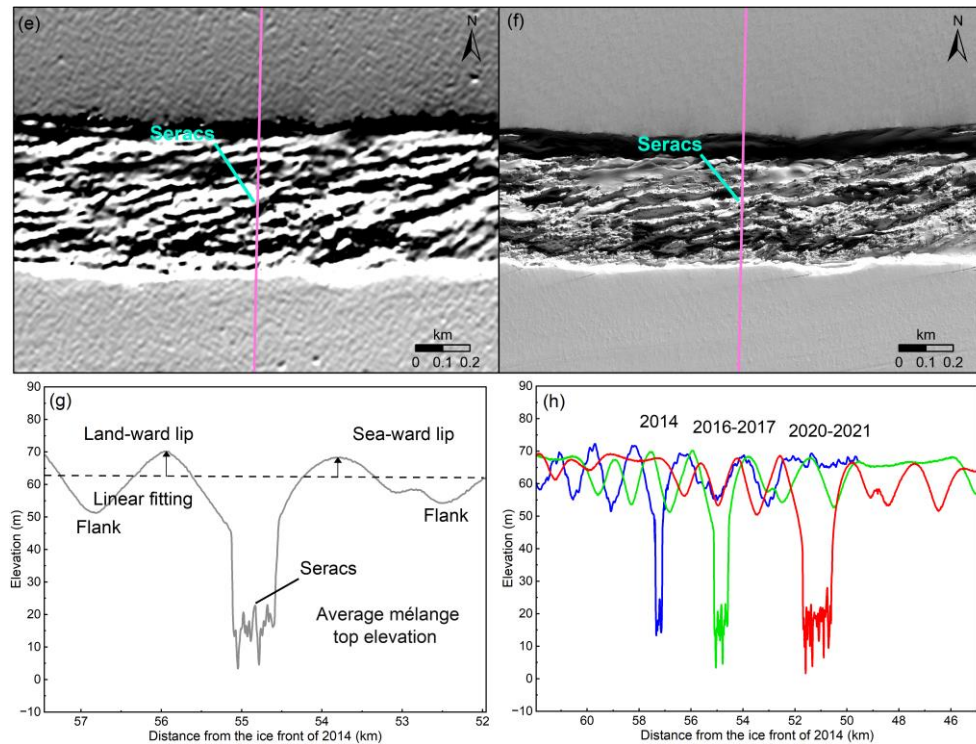 (e)
N
Seracs
km
0 0.1 0.2
(f)
N
Seracs
km
0 0.1 0.2
(g)
Land-ward lip
Sea-ward lip
Linear fitting
Flank
Flank
Seracs
Average mélange
top elevation
Elevation (m)
90
80
70
60
50
40
30
20
10
0
−10
57 56 55 54 53 52
Distance from the ice front of 2014 (km)
(h)
2014
2016-2017
2020-2021
Elevation (m)
90
80
70
60
50
40
30
20
10
0
−10
60 58 56 54 52 50 48 46
Distance from the ice front of 2014 (km)